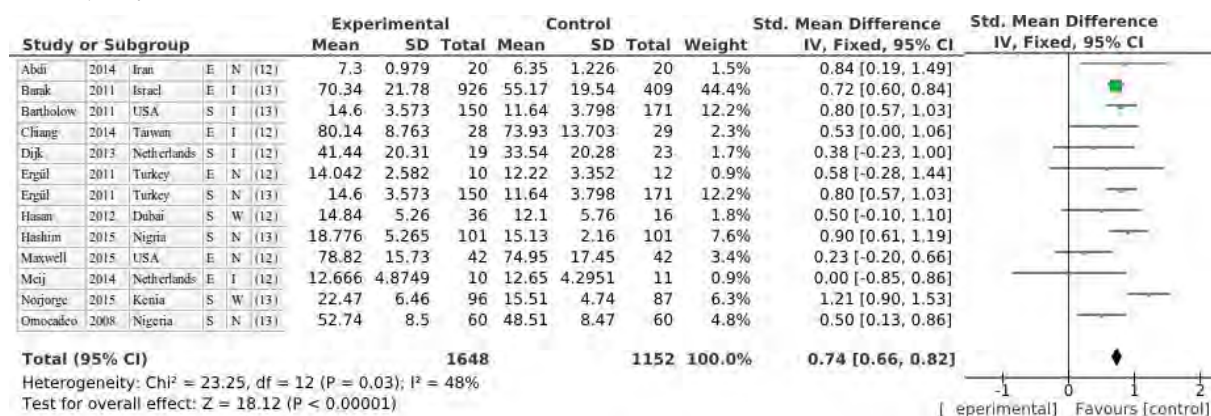 Experimental Control Std. Mean Difference Std. Mean Difference
Study or Subgroup Mean SD Total Mean SD Total Weight IV, Fixed, 95% CI IV, Fixed, 95% CI
Abdi 2014 Iran E N (12) 7.3 0.979 20 6.35 1.226 20 1.5% 0.84 [0.19, 1.49]
Barak 2011 Israel E I (13) 70.34 21.78 926 55.17 19.54 409 44.4% 0.72 [0.60, 0.84]
Bartholow 2011 USA S I (13) 14.6 3.573 150 11.64 3.798 171 12.2% 0.80 [0.57, 1.03]
Chiang 2014 Taiwan E I (12) 80.14 8.763 28 73.93 13.703 29 2.3% 0.53 [0.00, 1.06]
Dijk 2013 Netherlands S I (12) 41.44 20.31 19 33.54 20.28 23 1.7% 0.38 [-0.23, 1.00]
Ergül 2011 Turkey E N (12) 14.042 2.582 10 12.22 3.352 12 0.9% 0.58 [-0.28, 1.44]
Ergül 2011 Turkey S N (13) 14.6 3.573 150 11.64 3.798 171 12.2% 0.80 [0.57, 1.03]
Hasan 2012 Dubai S W (12) 14.84 5.26 36 12.1 5.76 16 1.8% 0.50 [-0.10, 1.10]
Hashim 2015 Nigria S N (13) 18.776 5.265 101 15.13 2.16 101 7.6% 0.90 [0.61, 1.19]
Maxwell 2015 USA E N (12) 78.82 15.73 42 74.95 17.45 42 3.4% 0.23 [-0.20, 0.66]
Meij 2014 Netherlands E I (12) 12.666 4.8749 10 12.65 4.2951 11 0.9% 0.00 [-0.85, 0.86]
Norjorge 2015 Kenia S W (13) 22.47 6.46 96 15.51 4.74 87 6.3% 1.21 [0.90, 1.53]
Omocadeo 2008 Nigeria S N (13) 52.74 8.5 60 48.51 8.47 60 4.8% 0.50 [0.13, 0.86]
Total (95% CI) 1648 1152 100.0% 0.74 [0.66, 0.82]
Heterogeneity: Chi² = 23.25, df = 12 (P = 0.03); I² = 48%
Test for overall effect: Z = 18.12 (P < 0.00001)
-1 0 1 2
[ eperimental] Favours [control]